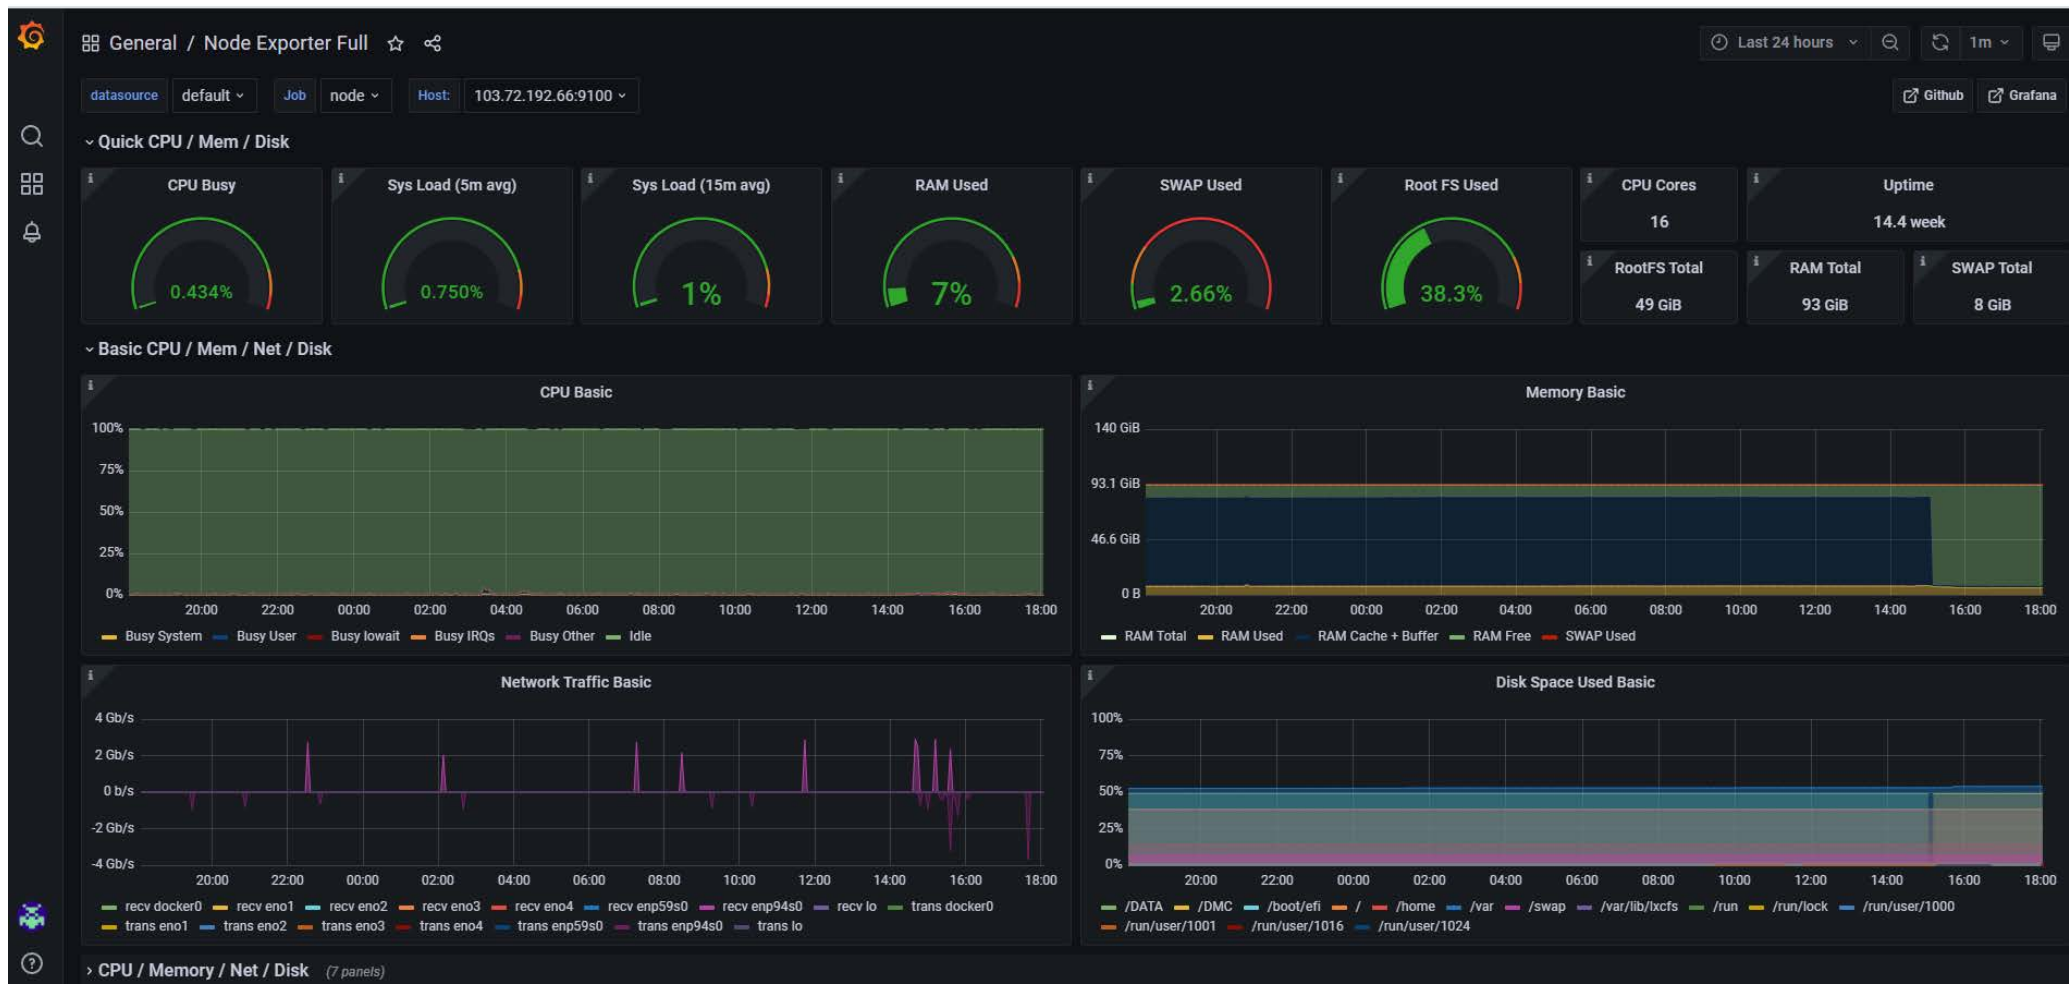 General / Node Exporter Full
Last 24 hours
1m
datasource default Job node Host: 103.72.192.66:9100
Github Grafana
Quick CPU / Mem / Disk
CPU Busy
0.434%
Sys Load (5m avg)
0.750%
Sys Load (15m avg)
1%
RAM Used
7%
SWAP Used
2.66%
Root FS Used
38.3%
CPU Cores
16
Uptime
14.4 week
RootFS Total
49 GiB
RAM Total
93 GiB
SWAP Total
8 GiB
Basic CPU / Mem / Net / Disk
CPU Basic
100%
75%
50%
25%
0%
20:00 22:00 00:00 02:00 04:00 06:00 08:00 10:00 12:00 14:00 16:00 18:00
Busy System Busy User Busy Iowait Busy IRQs Busy Other Idle
Memory Basic
140 GiB
93.1 GiB
46.6 GiB
0 B
20:00 22:00 00:00 02:00 04:00 06:00 08:00 10:00 12:00 14:00 16:00 18:00
RAM Total RAM Used RAM Cache + Buffer RAM Free SWAP Used
Network Traffic Basic
4 Gb/s
2 Gb/s
0 b/s
-2 Gb/s
-4 Gb/s
20:00 22:00 00:00 02:00 04:00 06:00 08:00 10:00 12:00 14:00 16:00 18:00
recv docker0 recv eno1 recv eno2 recv eno3 recv eno4 recv enp59s0 recv enp94s0 recv lo trans docker0
trans eno1 trans eno2 trans eno3 trans eno4 trans enp59s0 trans enp94s0 trans lo
Disk Space Used Basic
100%
75%
50%
25%
0%
20:00 22:00 00:00 02:00 04:00 06:00 08:00 10:00 12:00 14:00 16:00 18:00
/DATA /DMC /boot/efi / /home /var /swap /var/lib/lxcfs /run /run/lock /run/user/1000
/run/user/1001 /run/user/1016 /run/user/1024
CPU / Memory / Net / Disk (7 panels)